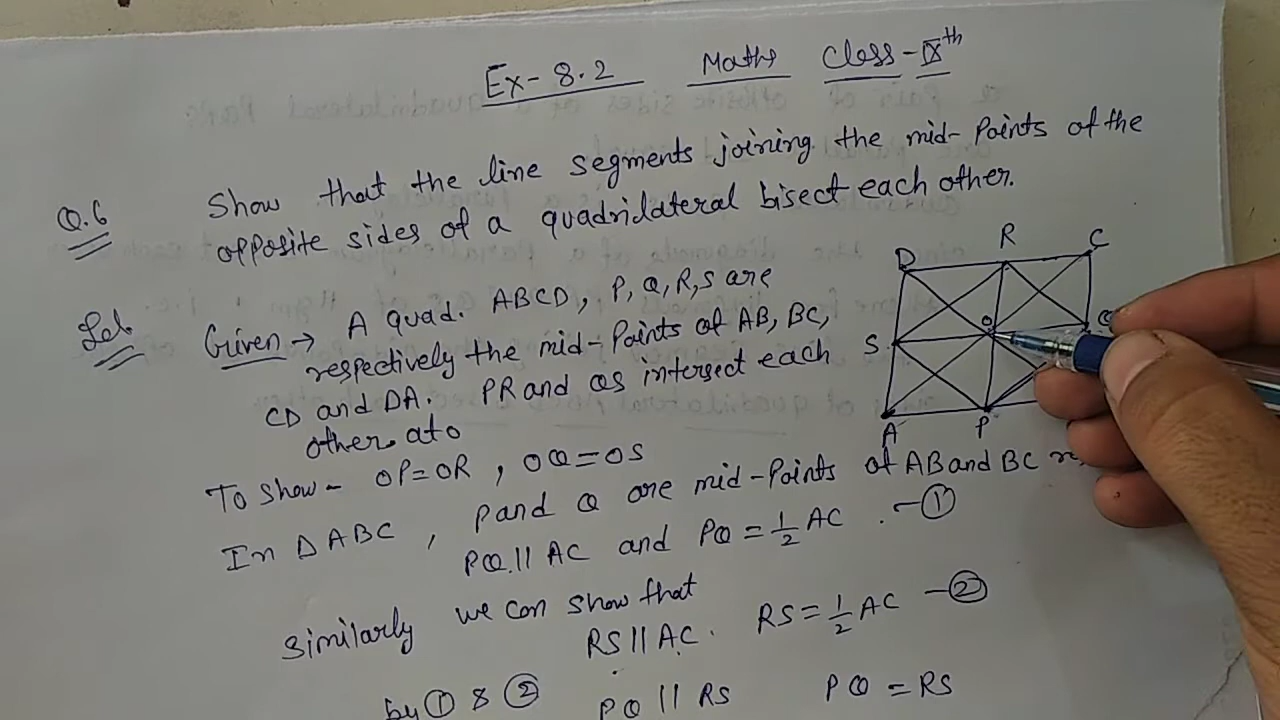 Ex-8.2 Maths Class-IXth
Q.6 Show that the line segments joining the mid-points of the
opposite sides of a quadrilateral bisect each other.
Given → A quad. ABCD, P, Q, R, S are
respectively the mid-points of AB, BC,
CD and DA. PR and QS intersect each
other at O
To show - OP=OR, OQ=OS
In ΔABC, P and Q are mid-points of AB and BC
PQ || AC and PQ = 1/2 AC. - ①
Similarly we can show that
RS || AC. RS = 1/2 AC - ②
by ① & ② PQ || RS PQ = RS
D R C
S O Q
A P